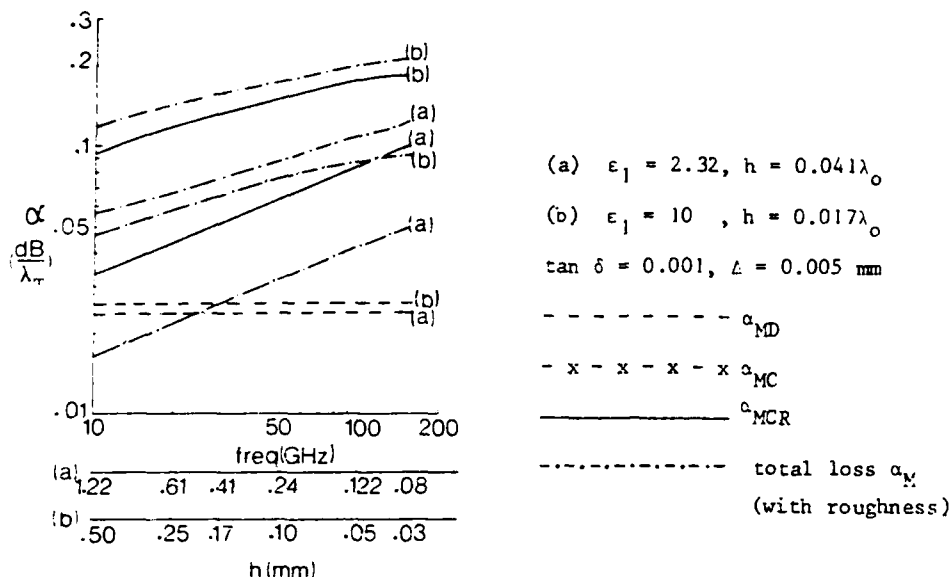 .3
.2
.1
.05
.01
α
(dB/λT)
(b)
(b)
(a)
(a)
(b)
(a)
(b)
(a)
10 50 100 200
freq(GHz)
(a) 1.22 .61 .41 .24 .122 .08
(b) .50 .25 .17 .10 .05 .03
h(mm)
(a) ε1 = 2.32, h = 0.041λo
(b) ε1 = 10 , h = 0.017λo
tan δ = 0.001, Δ = 0.005 mm
αMD
- x - x - x - x αMC
αMCR
total loss αM
(with roughness)